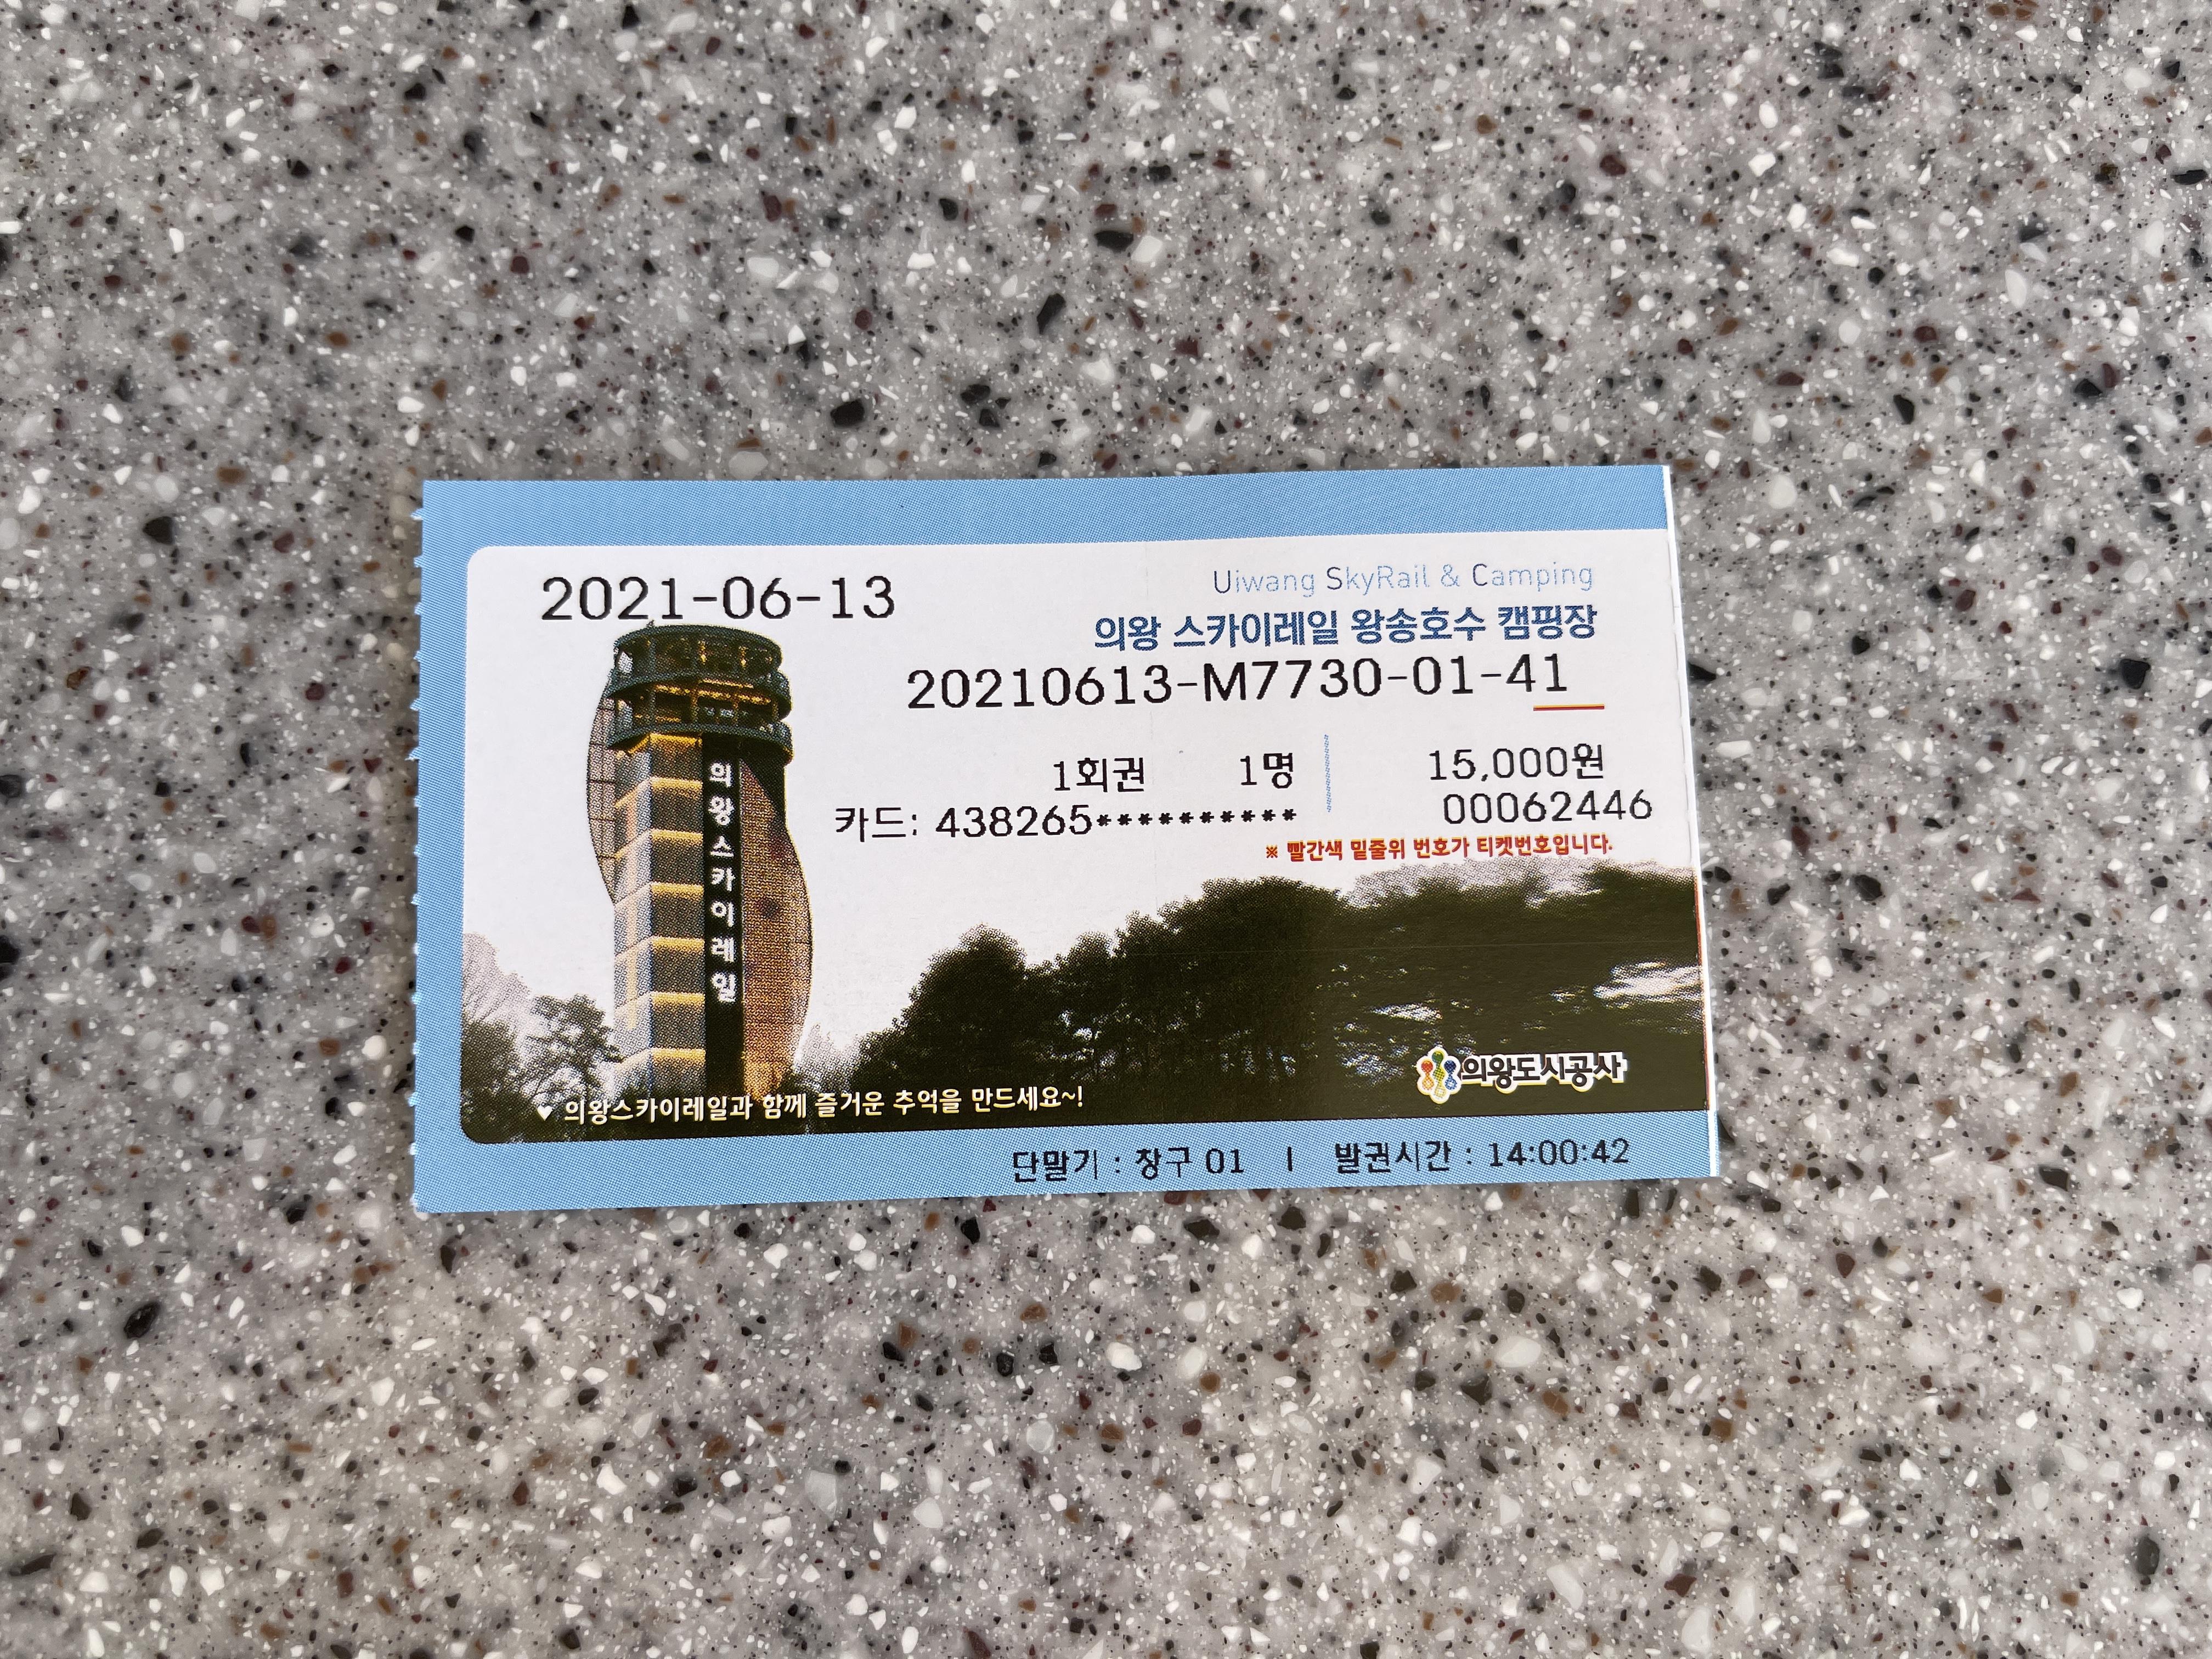 2021-06-13
Uiwang SkyRail & Camping
의왕 스카이레일 왕송호수 캠핑장
20210613-M7730-01-41
1회권 1명 15,000원
카드: 438265********** 00062446
※ 빨간색 밑줄위 번호가 티켓번호입니다.
의왕스카이레일
의왕도시공사
♥ 의왕스카이레일과 함께 즐거운 추억을 만드세요~!
단말기 : 창구 01 | 발권시간 : 14:00:42